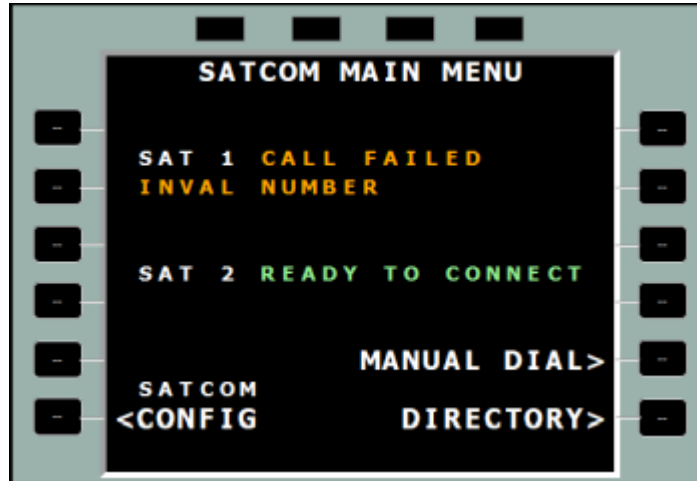 SATCOM MAIN MENU
SAT 1 CALL FAILED
INVAL NUMBER
SAT 2 READY TO CONNECT
MANUAL DIAL>
SATCOM
<CONFIG DIRECTORY>